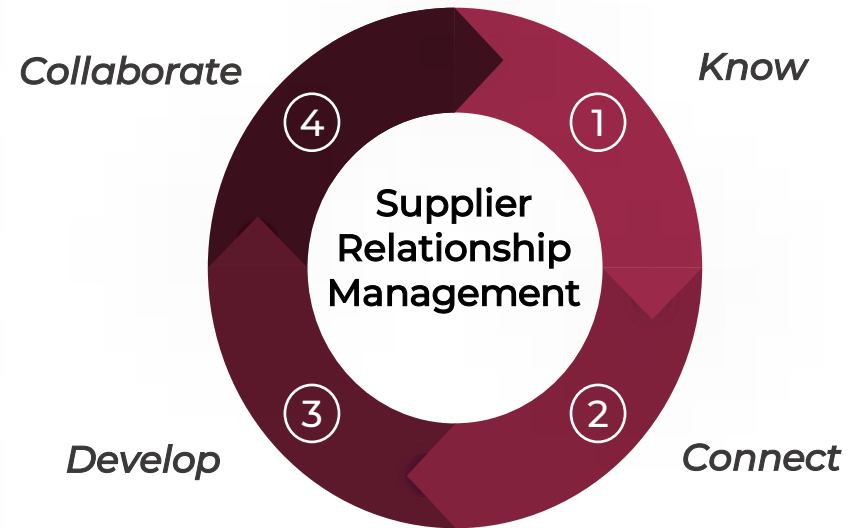 Collaborate
Know
4
1
Supplier
Relationship
Management
3
2
Develop
Connect